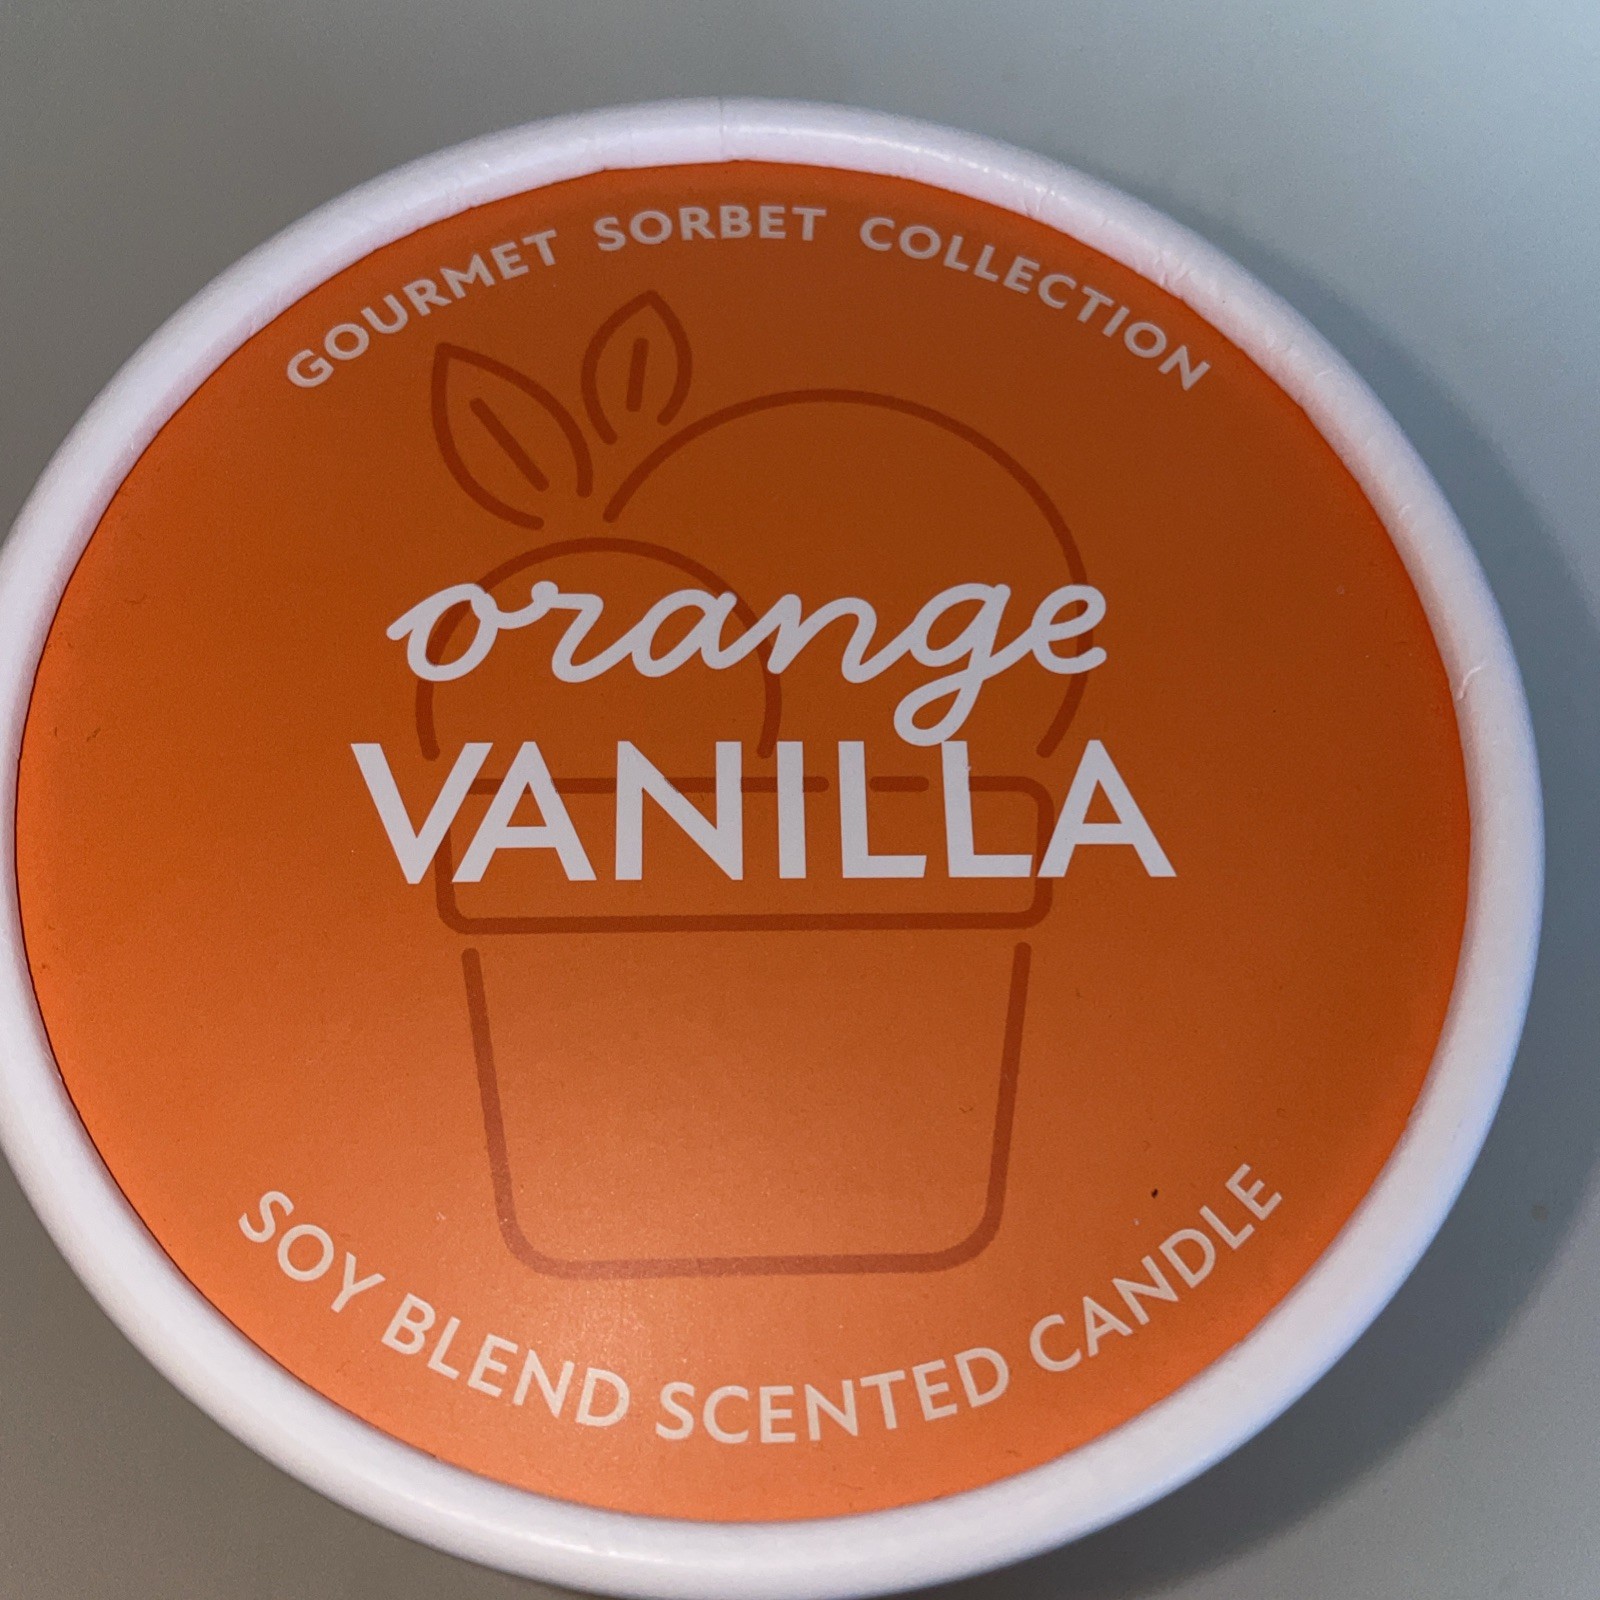 GOURMET SORBET COLLECTION
orange
VANILLA
SOY BLEND SCENTED CANDLE